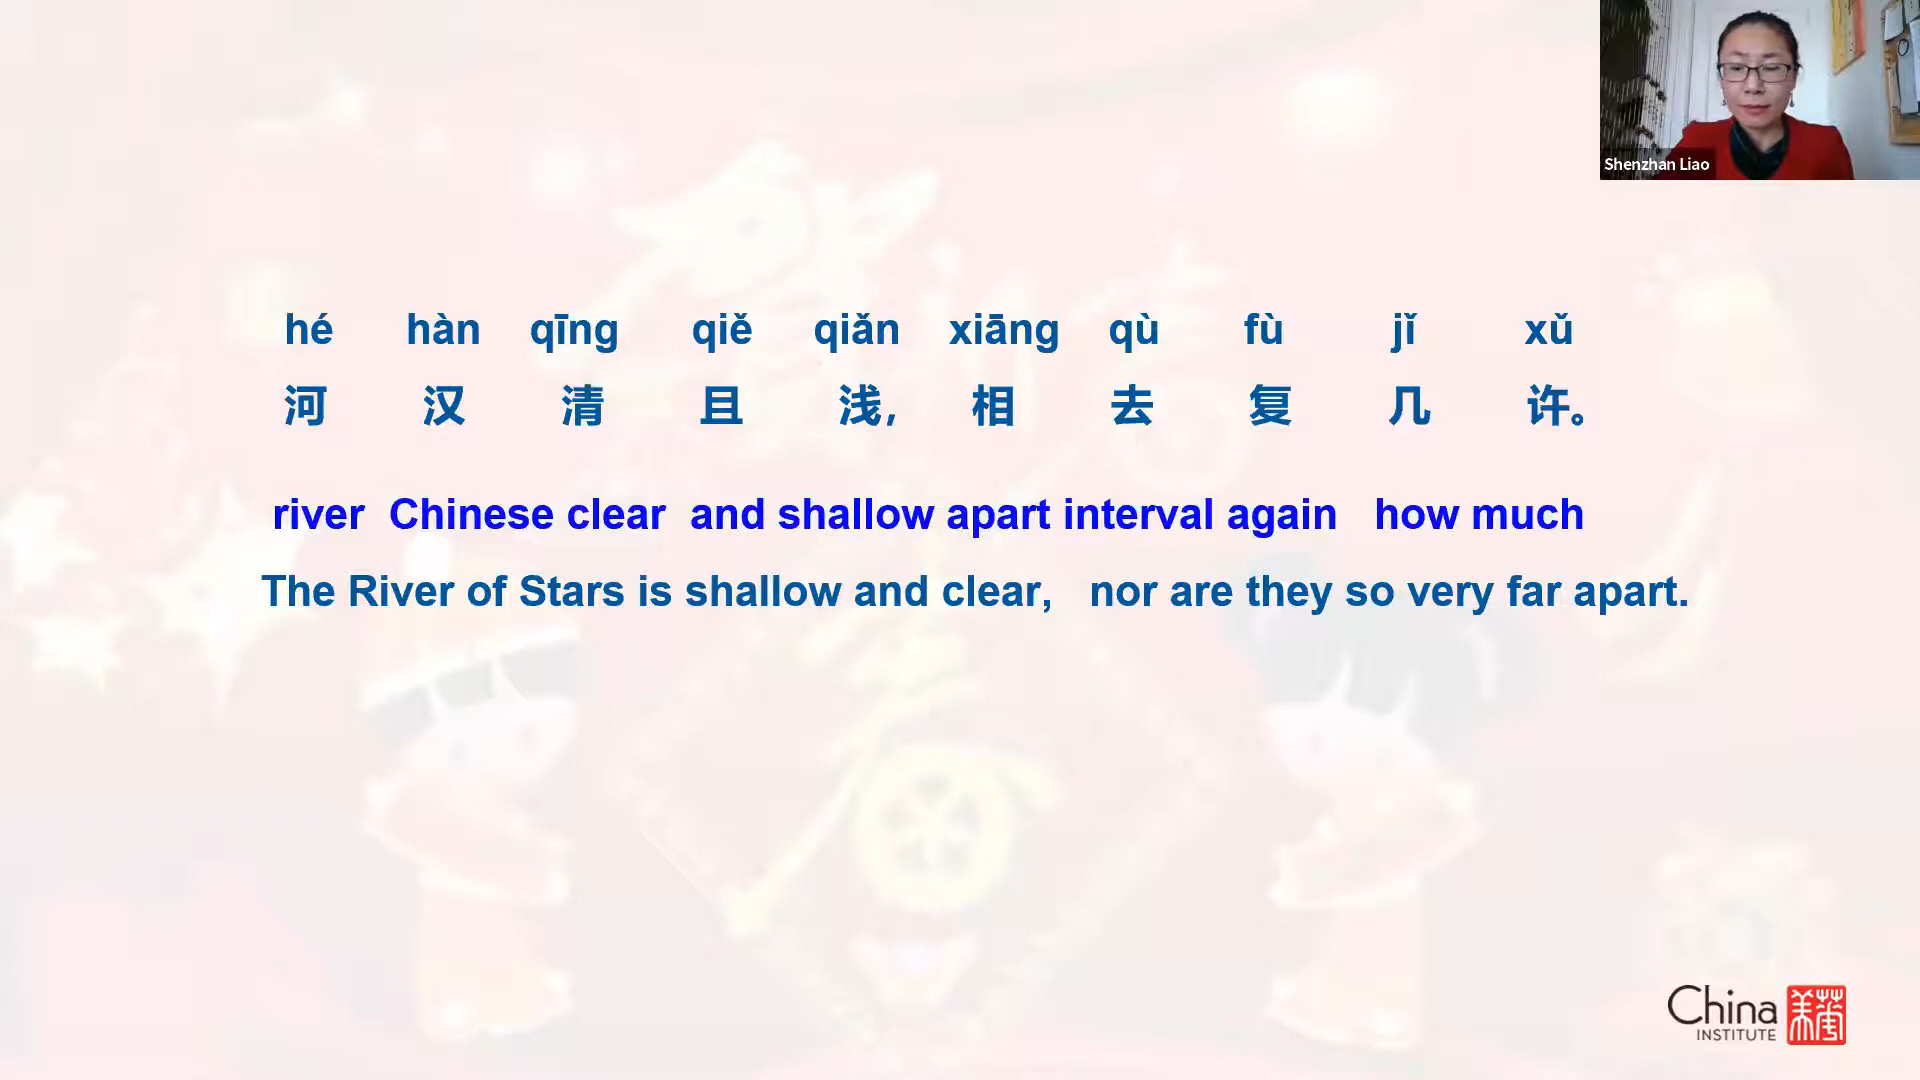 Shenzhan Liao
hé hàn qīng qiě qiǎn xiāng qù fù jǐ xǔ
河 汉 清 且 浅, 相 去 复 几 许。
river Chinese clear and shallow apart interval again how much
The River of Stars is shallow and clear, nor are they so very far apart.
China
INSTITUTE